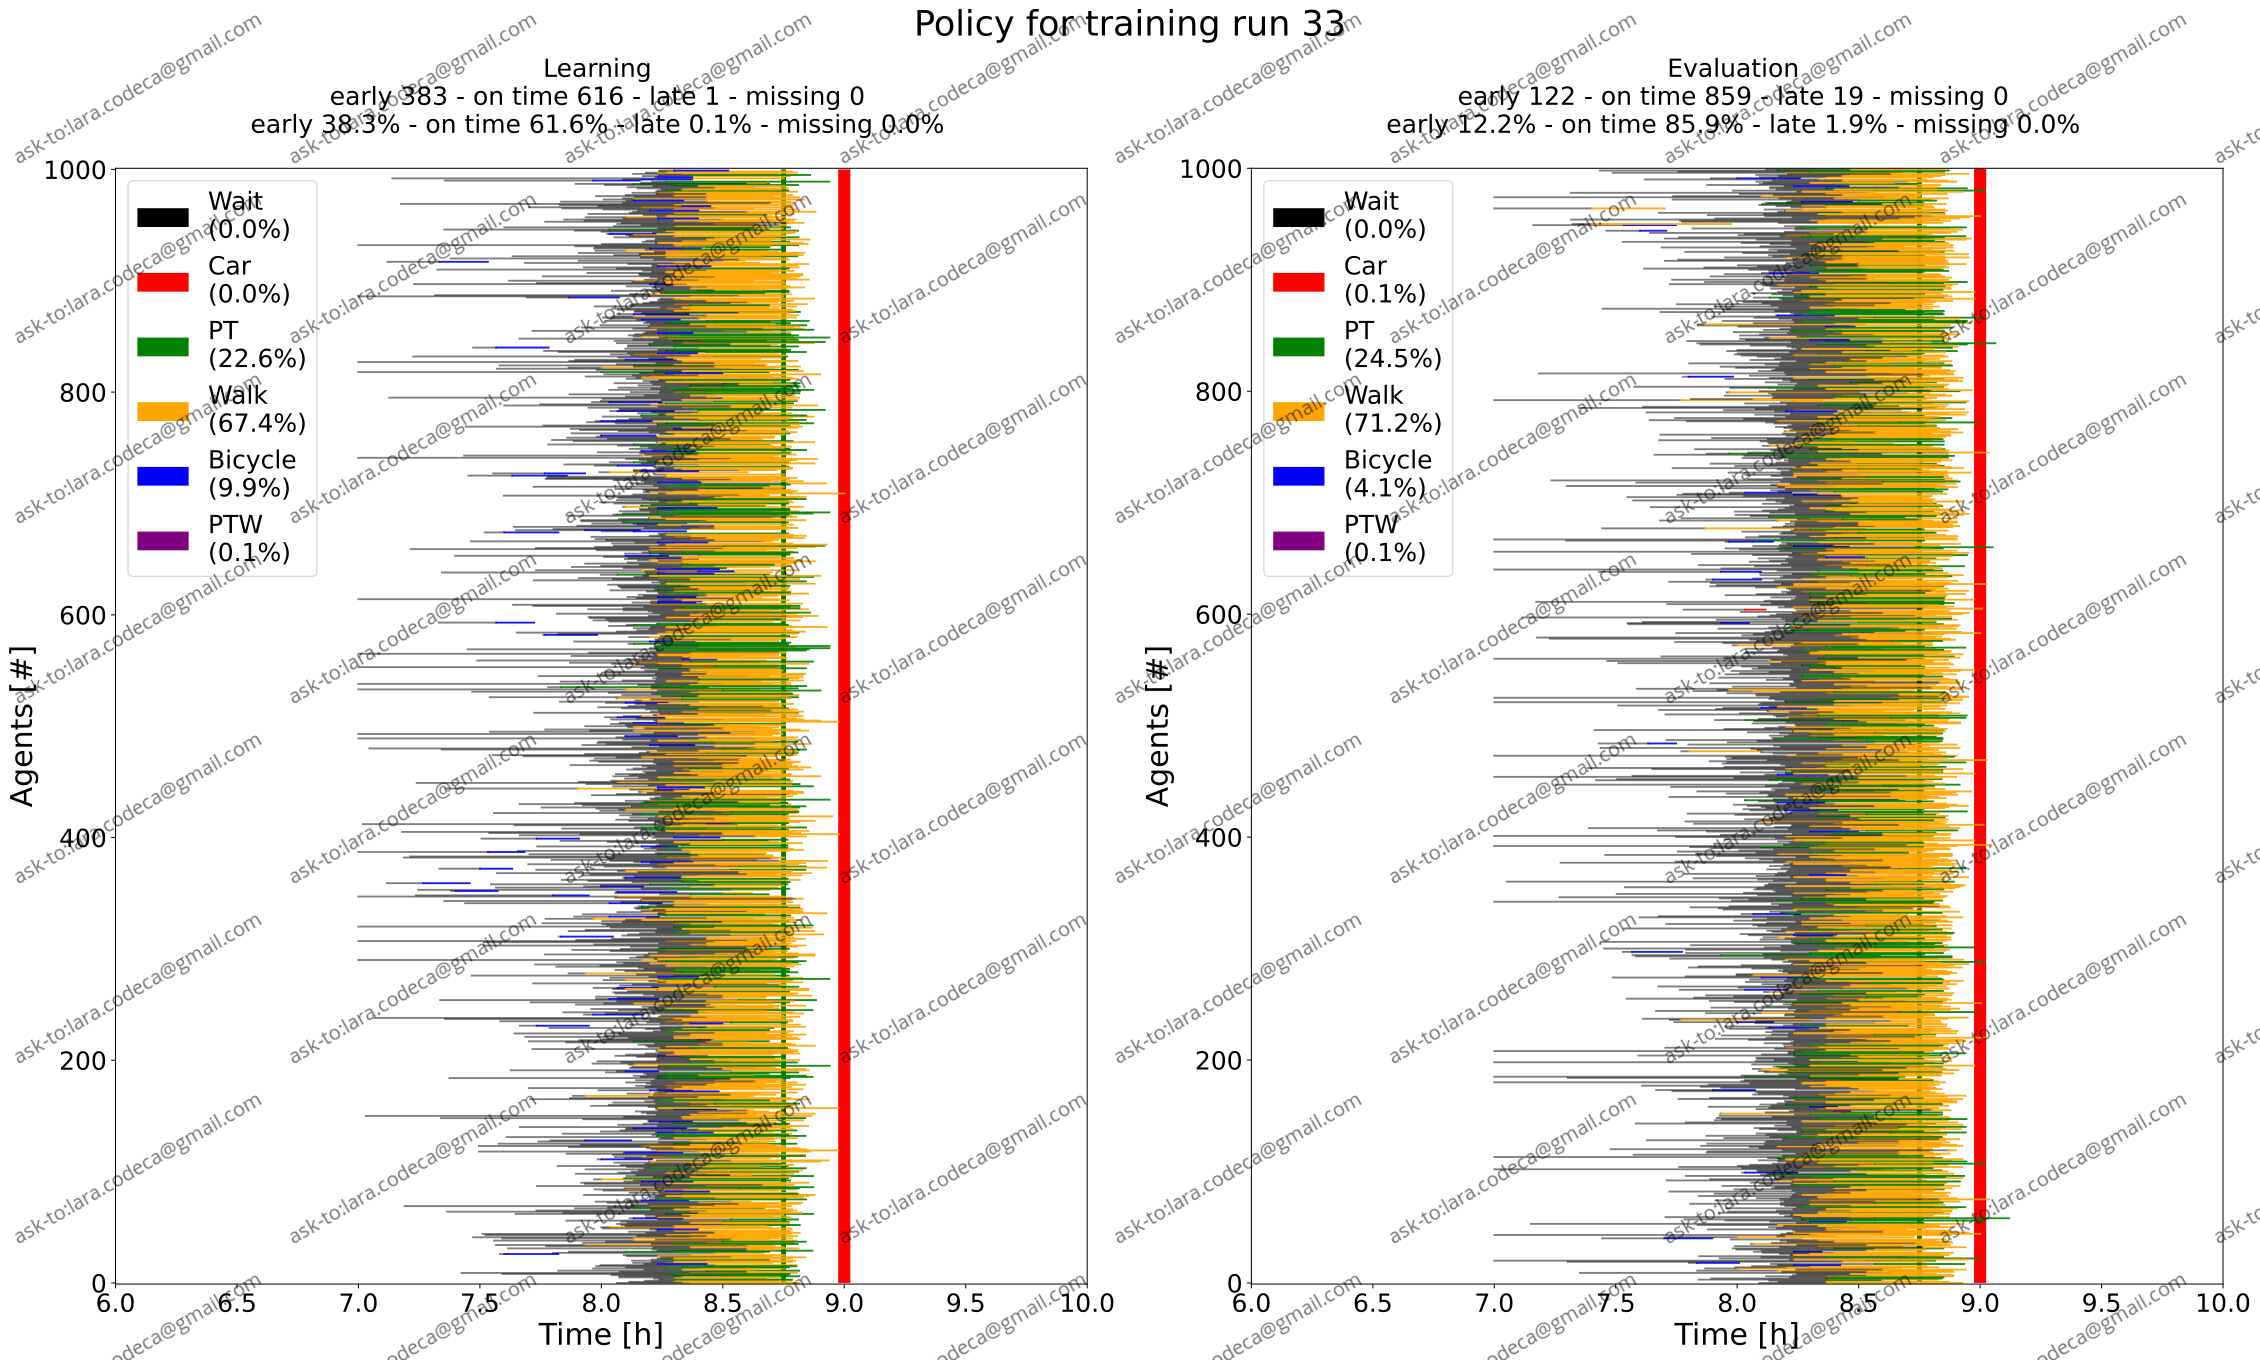 Policy for training run 33
Learning
early 383 - on time 616 - late 1 - missing 0
early 38.3% - on time 61.6% - late 0.1% - missing 0.0%
1000
800
600
400
200
0
Agents [#]
Wait
(0.0%)
Car
(0.0%)
PT
(22.6%)
Walk
(67.4%)
Bicycle
(9.9%)
PTW
(0.1%)
6.0
6.5
7.0
7.5
8.0
8.5
9.0
9.5
10.0
Time [h]
Evaluation
early 122 - on time 859 - late 19 - missing 0
early 12.2% - on time 85.9% - late 1.9% - missing 0.0%
1000
800
600
400
200
0
Agents [#]
Wait
(0.0%)
Car
(0.1%)
PT
(24.5%)
Walk
(71.2%)
Bicycle
(4.1%)
PTW
(0.1%)
6.0
6.5
7.0
7.5
8.0
8.5
9.0
9.5
10.0
Time [h]
ask-to:lara.codeca@gmail.com